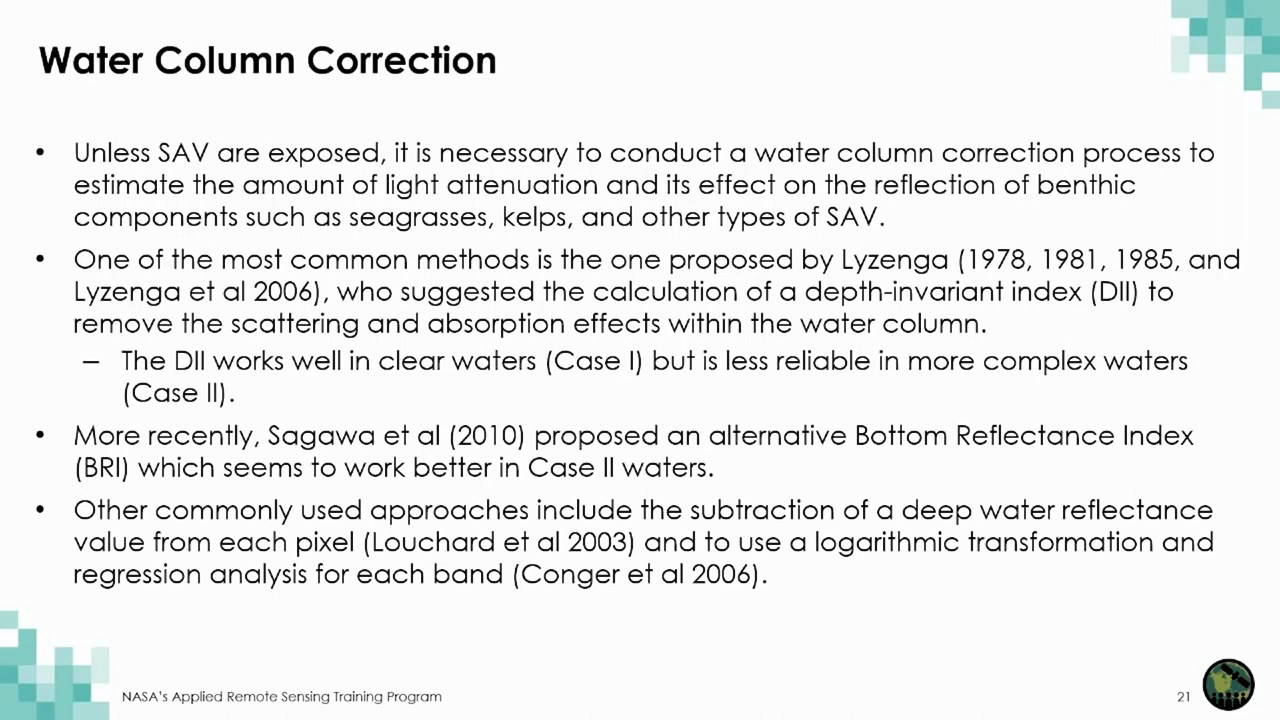 Water Column Correction
• Unless SAV are exposed, it is necessary to conduct a water column correction process to
estimate the amount of light attenuation and its effect on the reflection of benthic
components such as seagrasses, kelps, and other types of SAV.
• One of the most common methods is the one proposed by Lyzenga (1978, 1981, 1985, and
Lyzenga et al 2006), who suggested the calculation of a depth-invariant index (DII) to
remove the scattering and absorption effects within the water column.
– The DII works well in clear waters (Case I) but is less reliable in more complex waters
(Case II).
• More recently, Sagawa et al (2010) proposed an alternative Bottom Reflectance Index
(BRI) which seems to work better in Case II waters.
• Other commonly used approaches include the subtraction of a deep water reflectance
value from each pixel (Louchard et al 2003) and to use a logarithmic transformation and
regression analysis for each band (Conger et al 2006).
NASA's Applied Remote Sensing Training Program
21